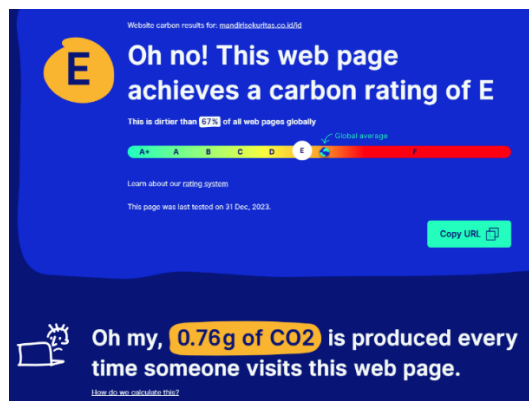 Website carbon results for: mandirisekuritas.co.id/id
E
Oh no! This web page
achieves a carbon rating of E
This is dirtier than 67% of all web pages globally
Global average
A+ A B C D E F
Learn about our rating system
This page was last tested on 31 Dec, 2023.
Copy URL
Oh my, 0.76g of CO2 is produced every
time someone visits this web page.
How do we calculate this?